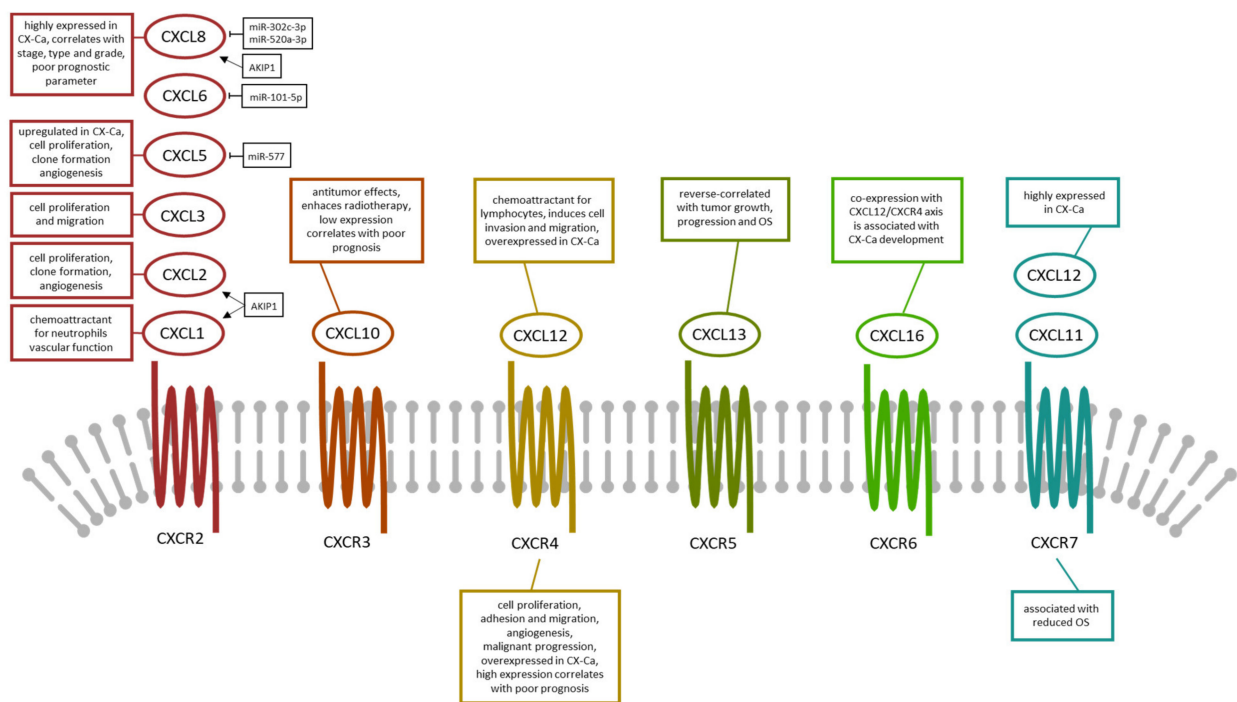 highly expressed in
CX-Ca, correlates with
stage, type and grade,
poor prognostic
parameter
CXCL8
miR-302c-3p
miR-520a-3p
AKIP1
CXCL6
miR-101-5p
upregulated in CX-Ca,
cell proliferation,
clone formation
angiogenesis
CXCL5
miR-577
cell proliferation
and migration
CXCL3
cell proliferation,
clone formation,
angiogenesis
CXCL2
AKIP1
chemoattractant
for neutrophils
vascular function
CXCL1
antitumor effects,
enhaces radiotherapy,
low expression
correlates with poor
prognosis
CXCL10
chemoattractant for
lymphocytes, induces cell
invasion and migration,
overexpressed in CX-Ca
CXCL12
reverse-correlated
with tumor growth,
progression and OS
CXCL13
co-expression with
CXCL12/CXCR4 axis
is associated with
CX-Ca development
CXCL16
highly expressed
in CX-Ca
CXCL12
CXCL11
CXCR2
CXCR3
CXCR4
CXCR5
CXCR6
CXCR7
cell proliferation,
adhesion and migration,
angiogenesis,
malignant progression,
overexpressed in CX-Ca,
high expression correlates
with poor prognosis
associated with
reduced OS